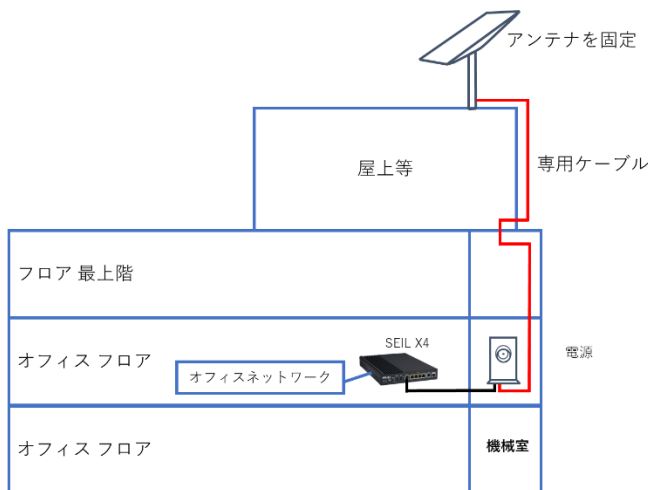 アンテナを固定
屋上等
専用ケーブル
フロア 最上階
SEIL X4
オフィス フロア
電源
オフィスネットワーク
オフィス フロア
機械室